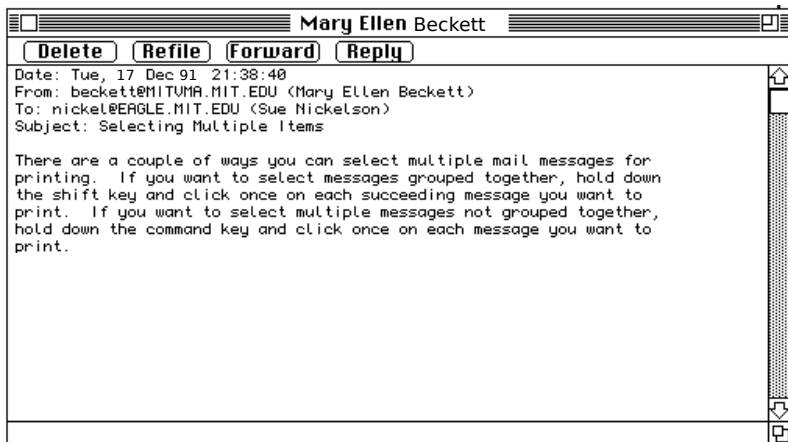 Mary Ellen Beckett
Delete Refile Forward Reply
Date: Tue, 17 Dec 91 21:38:40
From: beckett@MITVMA.MIT.EDU (Mary Ellen Beckett)
To: nickel@EAGLE.MIT.EDU (Sue Nickelson)
Subject: Selecting Multiple Items
There are a couple of ways you can select multiple mail messages for
printing. If you want to select messages grouped together, hold down
the shift key and click once on each succeeding message you want to
print. If you want to select multiple messages not grouped together,
hold down the command key and click once on each message you want to
print.